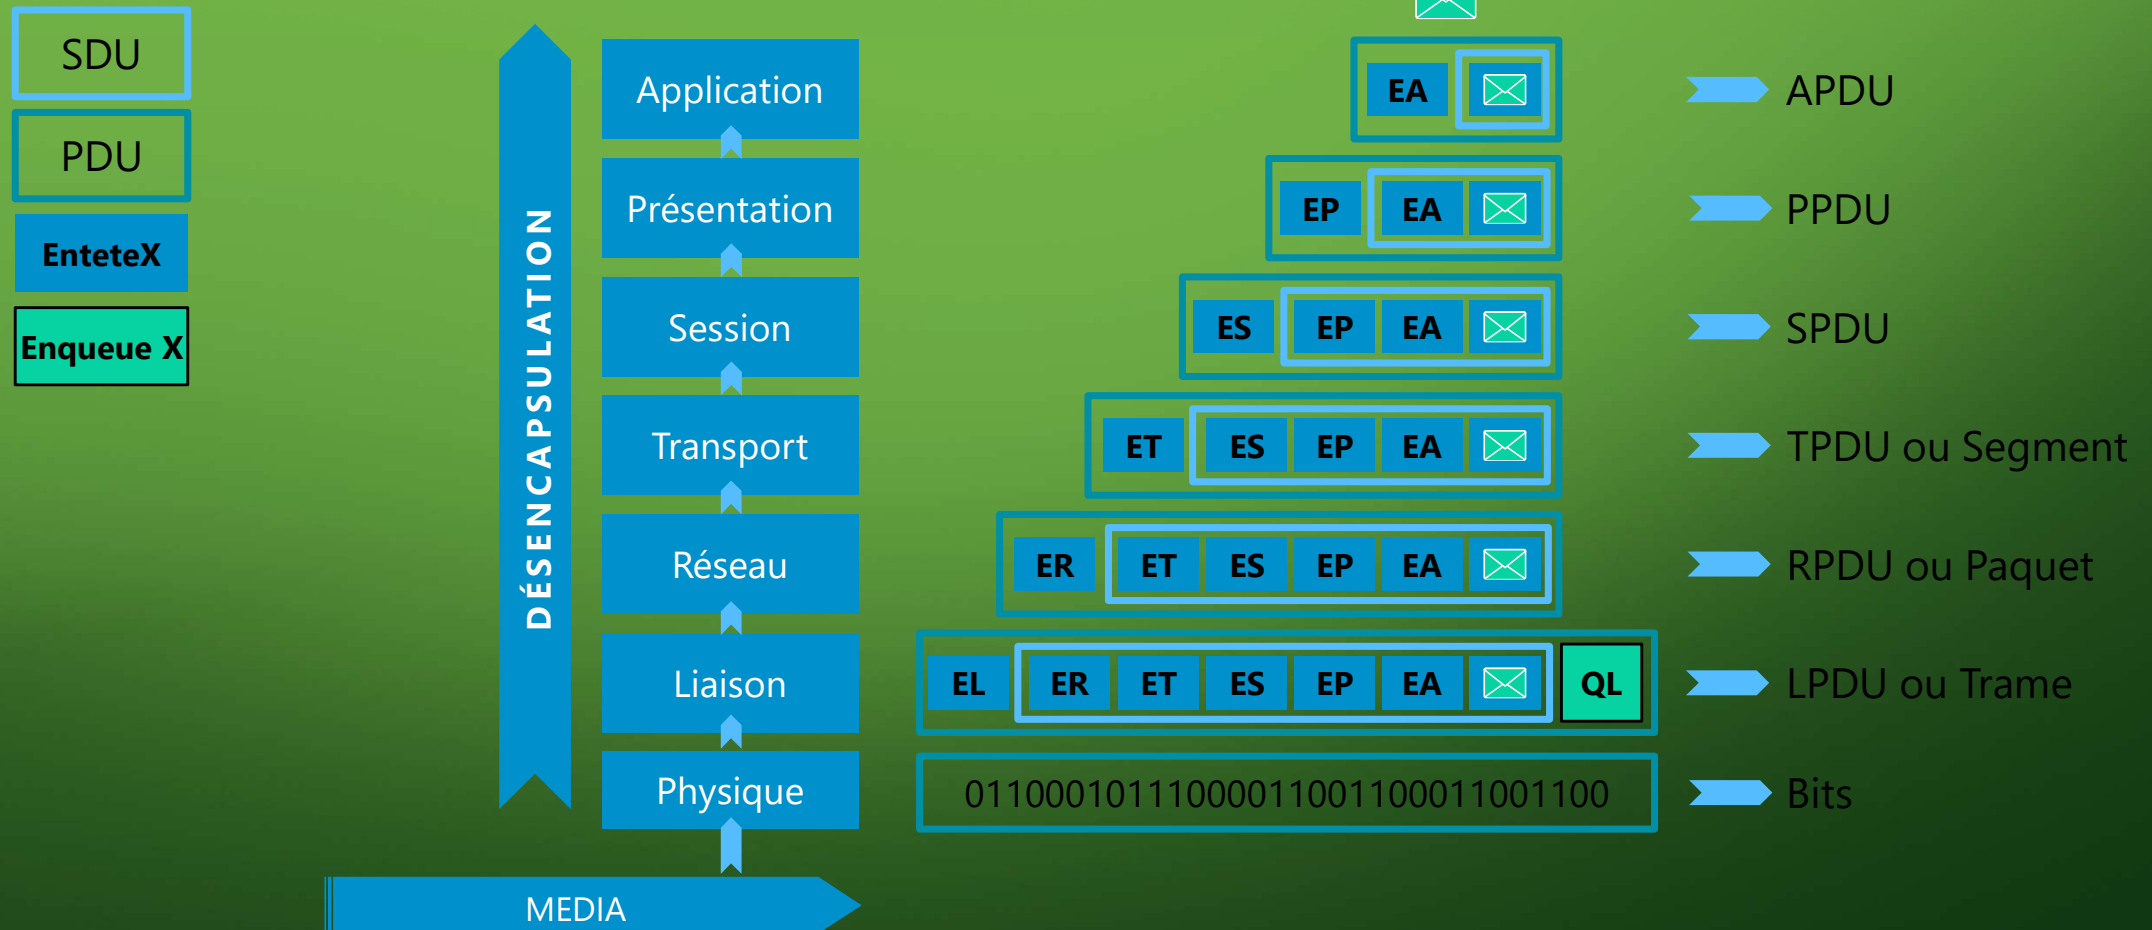 SDU
PDU
EnteteX
Enqueue X
DÉSENCAPSULATION
Application
EA
APDU
Présentation
EP EA
PPDU
Session
ES EP EA
SPDU
Transport
ET ES EP EA
TPDU ou Segment
Réseau
ER ET ES EP EA
RPDU ou Paquet
Liaison
EL ER ET ES EP EA QL
LPDU ou Trame
Physique
01100010111000011001100011001100
Bits
MEDIA